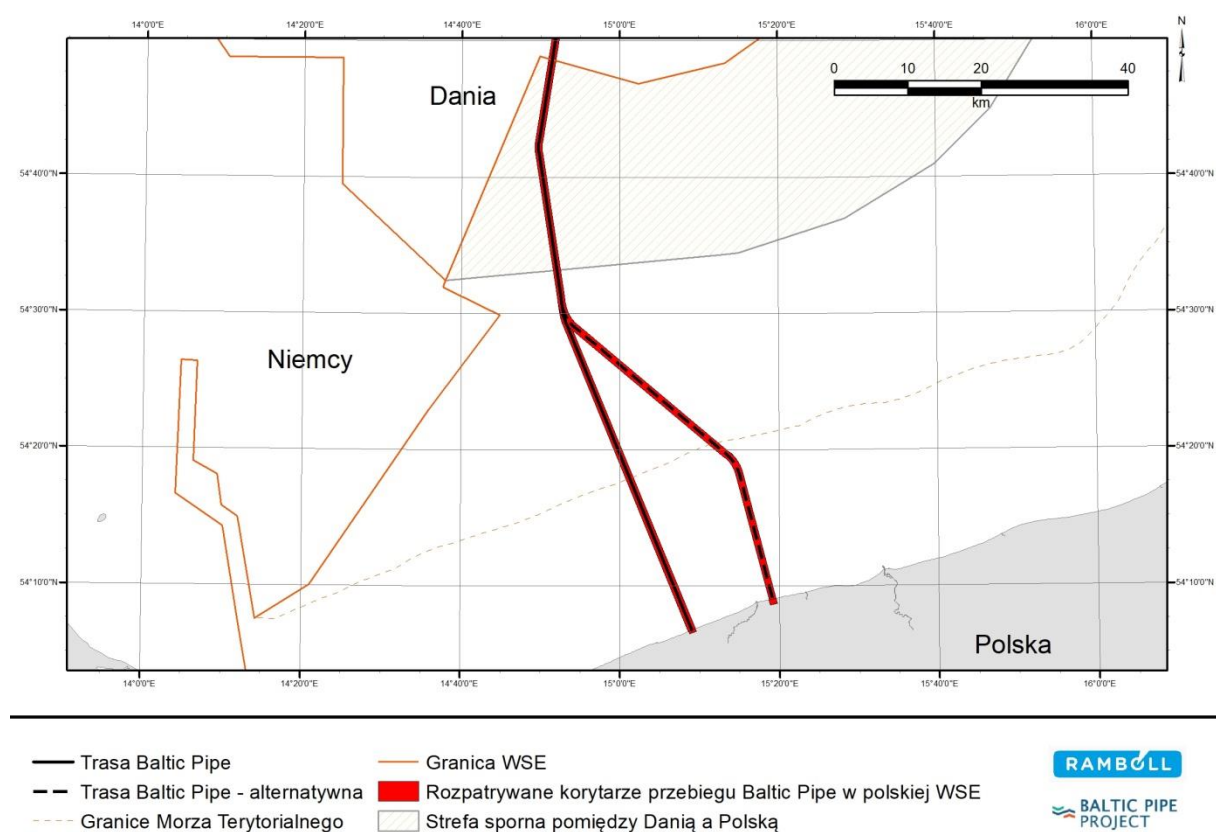 14°0'0"E 14°20'0"E 14°40'0"E 15°0'0"E 15°20'0"E 15°40'0"E 16°0'0"E
N
0 10 20 40
km
Dania
54°40'0"N 54°40'0"N
54°30'0"N 54°30'0"N
Niemcy
54°20'0"N 54°20'0"N
54°10'0"N 54°10'0"N
Polska
14°0'0"E 14°20'0"E 14°40'0"E 15°0'0"E 15°20'0"E 15°40'0"E 16°0'0"E
Trasa Baltic Pipe
Trasa Baltic Pipe - alternatywna
Granice Morza Terytorialnego
Granica WSE
Rozpatrywane korytarze przebiegu Baltic Pipe w polskiej WSE
Strefa sporna pomiędzy Danią a Polską
RAMBOLL
BALTIC PIPE
PROJECT